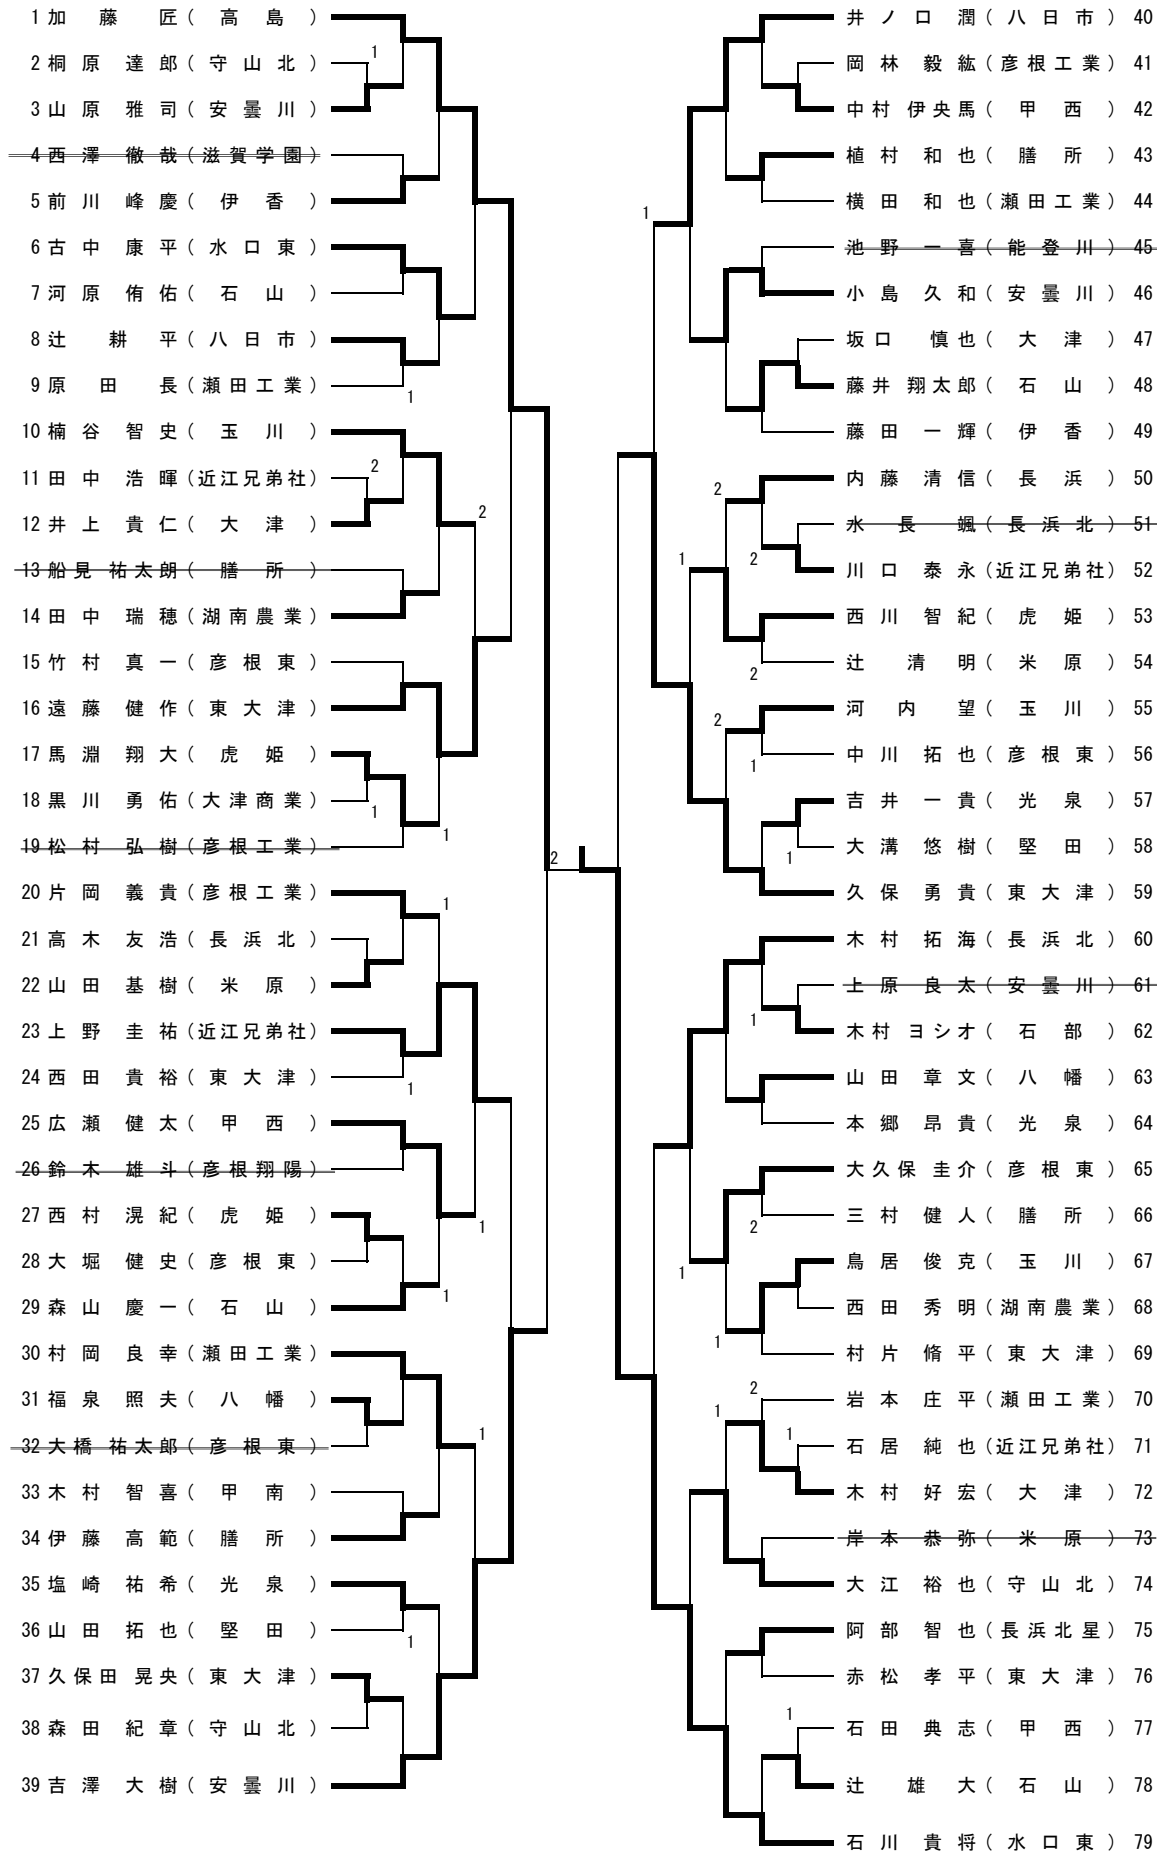 1 加藤 匠 ( 高島 )
2 桐原 達郎 ( 守山北 )
3 山原 雅司 ( 安曇川 )
4 西澤 徹哉 ( 滋賀学園 )
5 前川 峰慶 ( 伊香 )
6 古中 康平 ( 水口東 )
7 河原 侑佑 ( 石山 )
8 辻 耕平 ( 八日市 )
9 原田 長 ( 瀬田工業 )
10 楠谷 智史 ( 玉川 )
11 田中 浩暉 ( 近江兄弟社 )
12 井上 貴仁 ( 大津 )
13 船見 祐太朗 ( 膳所 )
14 田中 瑞穂 ( 湖南農業 )
15 竹村 真一 ( 彦根東 )
16 遠藤 健作 ( 東大津 )
17 馬淵 翔大 ( 虎姫 )
18 黒川 勇佑 ( 大津商業 )
19 松村 弘樹 ( 彦根工業 )
20 片岡 義貴 ( 彦根工業 )
21 高木 友浩 ( 長浜北 )
22 山田 基樹 ( 米原 )
23 上野 圭祐 ( 近江兄弟社 )
24 西田 貴裕 ( 東大津 )
25 広瀬 健太 ( 甲西 )
26 鈴木 雄斗 ( 彦根翔陽 )
27 西村 滉紀 ( 虎姫 )
28 大堀 健史 ( 彦根東 )
29 森山 慶一 ( 石山 )
30 村岡 良幸 ( 瀬田工業 )
31 福泉 照夫 ( 八幡 )
32 大橋 祐太郎 ( 彦根東 )
33 木村 智喜 ( 甲南 )
34 伊藤 高範 ( 膳所 )
35 塩崎 祐希 ( 光泉 )
36 山田 拓也 ( 堅田 )
37 久保田 晃央 ( 東大津 )
38 森田 紀章 ( 守山北 )
39 吉澤 大樹 ( 安曇川 )
1
1
2
2
1
1
1
1
1
1
1
1
2
井ノ口 潤 ( 八日市 ) 40
岡林 毅紘 ( 彦根工業 ) 41
中村 伊央馬 ( 甲西 ) 42
植村 和也 ( 膳所 ) 43
横田 和也 ( 瀬田工業 ) 44
池野 一喜 ( 能登川 ) 45
小島 久和 ( 安曇川 ) 46
坂口 慎也 ( 大津 ) 47
藤井 翔太郎 ( 石山 ) 48
藤田 一輝 ( 伊香 ) 49
内藤 清信 ( 長浜 ) 50
水長 颯 ( 長浜北 ) 51
川口 泰永 ( 近江兄弟社 ) 52
西川 智紀 ( 虎姫 ) 53
辻 清明 ( 米原 ) 54
河内 望 ( 玉川 ) 55
中川 拓也 ( 彦根東 ) 56
吉井 一貴 ( 光泉 ) 57
大溝 悠樹 ( 堅田 ) 58
久保 勇貴 ( 東大津 ) 59
木村 拓海 ( 長浜北 ) 60
上原 良太 ( 安曇川 ) 61
木村 ヨシオ ( 石部 ) 62
山田 章文 ( 八幡 ) 63
本郷 昂貴 ( 光泉 ) 64
大久保 圭介 ( 彦根東 ) 65
三村 健人 ( 膳所 ) 66
鳥居 俊克 ( 玉川 ) 67
西田 秀明 ( 湖南農業 ) 68
村片 脩平 ( 東大津 ) 69
岩本 庄平 ( 瀬田工業 ) 70
石居 純也 ( 近江兄弟社 ) 71
木村 好宏 ( 大津 ) 72
岸本 恭弥 ( 米原 ) 73
大江 裕也 ( 守山北 ) 74
阿部 智也 ( 長浜北星 ) 75
赤松 孝平 ( 東大津 ) 76
石田 典志 ( 甲西 ) 77
辻 雄大 ( 石山 ) 78
石川 貴将 ( 水口東 ) 79
1
2
1
2
2
2
1
1
1
2
1
1
2
1
1
1